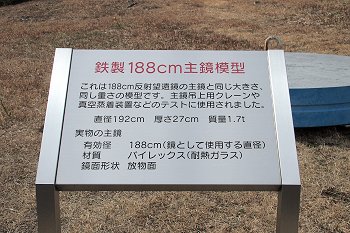 鉄製188cm主鏡模型
これは188cm反射望遠鏡の主鏡と同じ大きさ、
同じ重さの模型です。主鏡吊上用クレーンや
真空蒸着装置などのテストに使用されました。
直径192cm 厚さ27cm 質量1.7t
実物の主鏡
有効径 188cm(鏡として使用する直径)
材質 パイレックス(耐熱ガラス)
鏡面形状 放物面